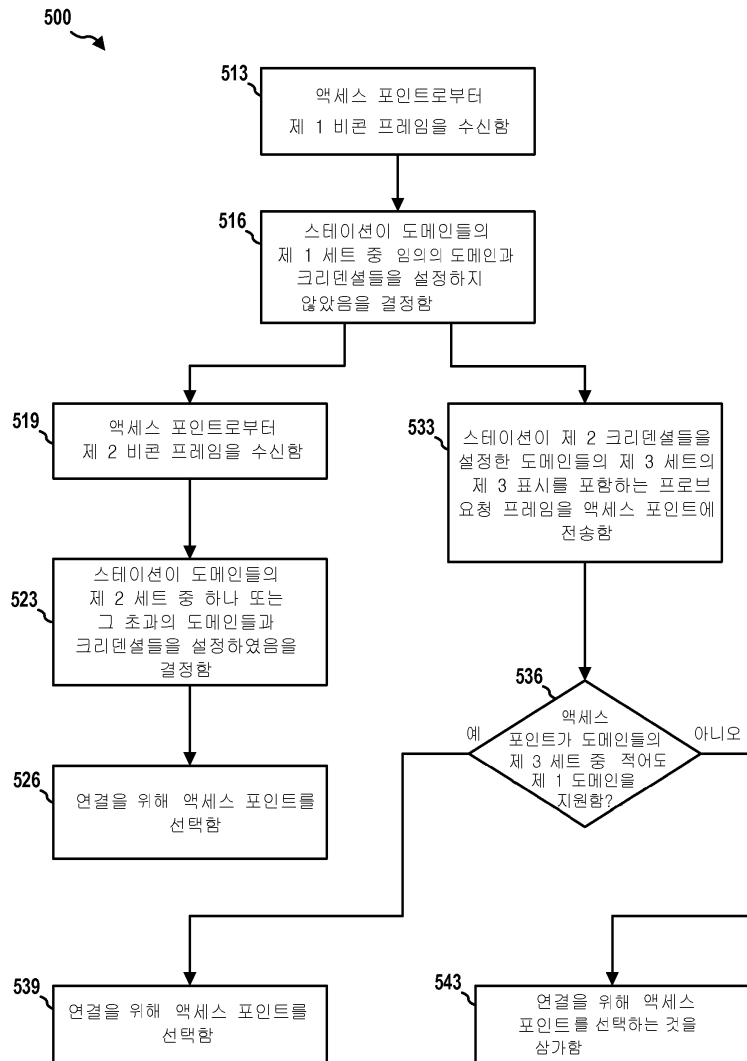 500
513
액세스 포인트로부터
제 1 비콘 프레임을 수신함
516
스테이션이 도메인들의
제 1 세트 중 임의의 도메인과
크리덴셜들을 설정하지
않았음을 결정함
519
액세스 포인트로부터
제 2 비콘 프레임을 수신함
533
스테이션이 제 2 크리덴셜들을
설정한 도메인들의 제 3 세트의
제 3 표시를 포함하는 프로브
요청 프레임을 액세스 포인트에
전송함
523
스테이션이 도메인들의
제 2 세트 중 하나 또는
그 초과의 도메인들과
크리덴셜들을 설정하였음을
결정함
536
예
액세스
포인트가 도메인들의
제 3 세트 중 적어도
제 1 도메인을
지원함?
아니오
526
연결을 위해 액세스 포인트를
선택함
539
연결을 위해 액세스 포인트를
선택함
543
연결을 위해 액세스
포인트를 선택하는 것을
삼가함